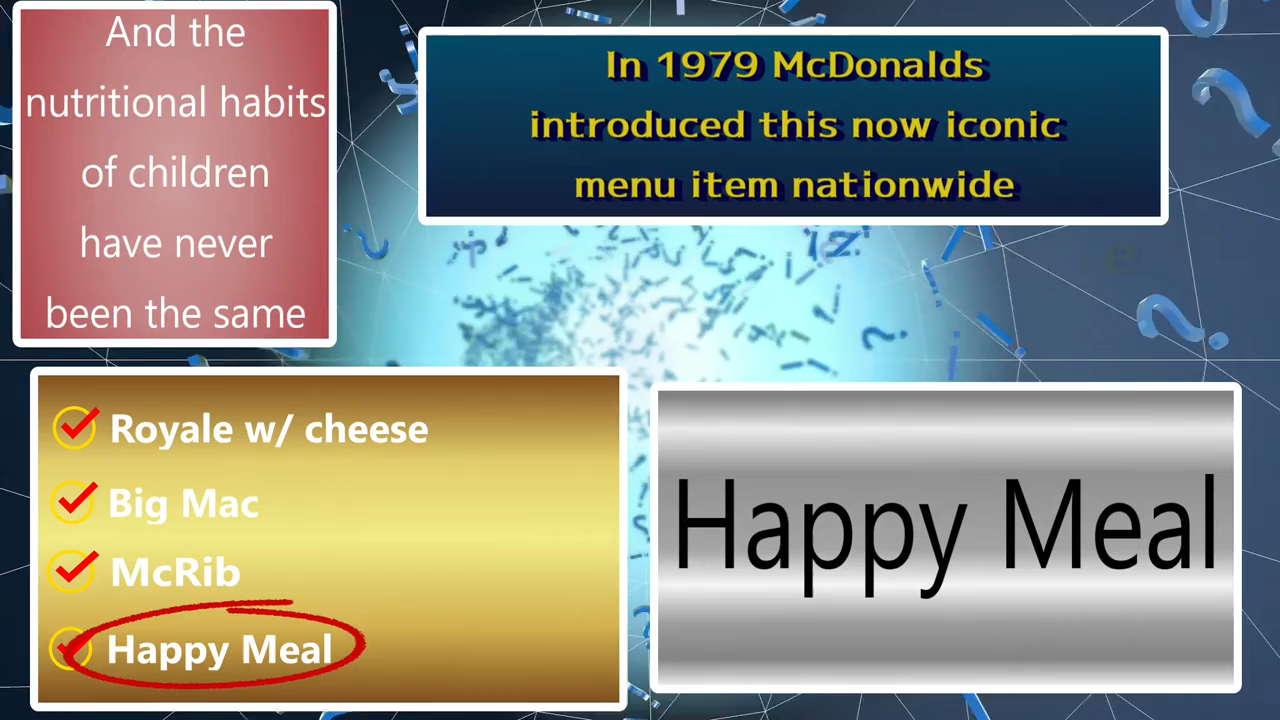 And the
nutritional habits
of children
have never
been the same
In 1979 McDonalds
introduced this now iconic
menu item nationwide
Royale w/ cheese
Big Mac
McRib
Happy Meal
Happy Meal